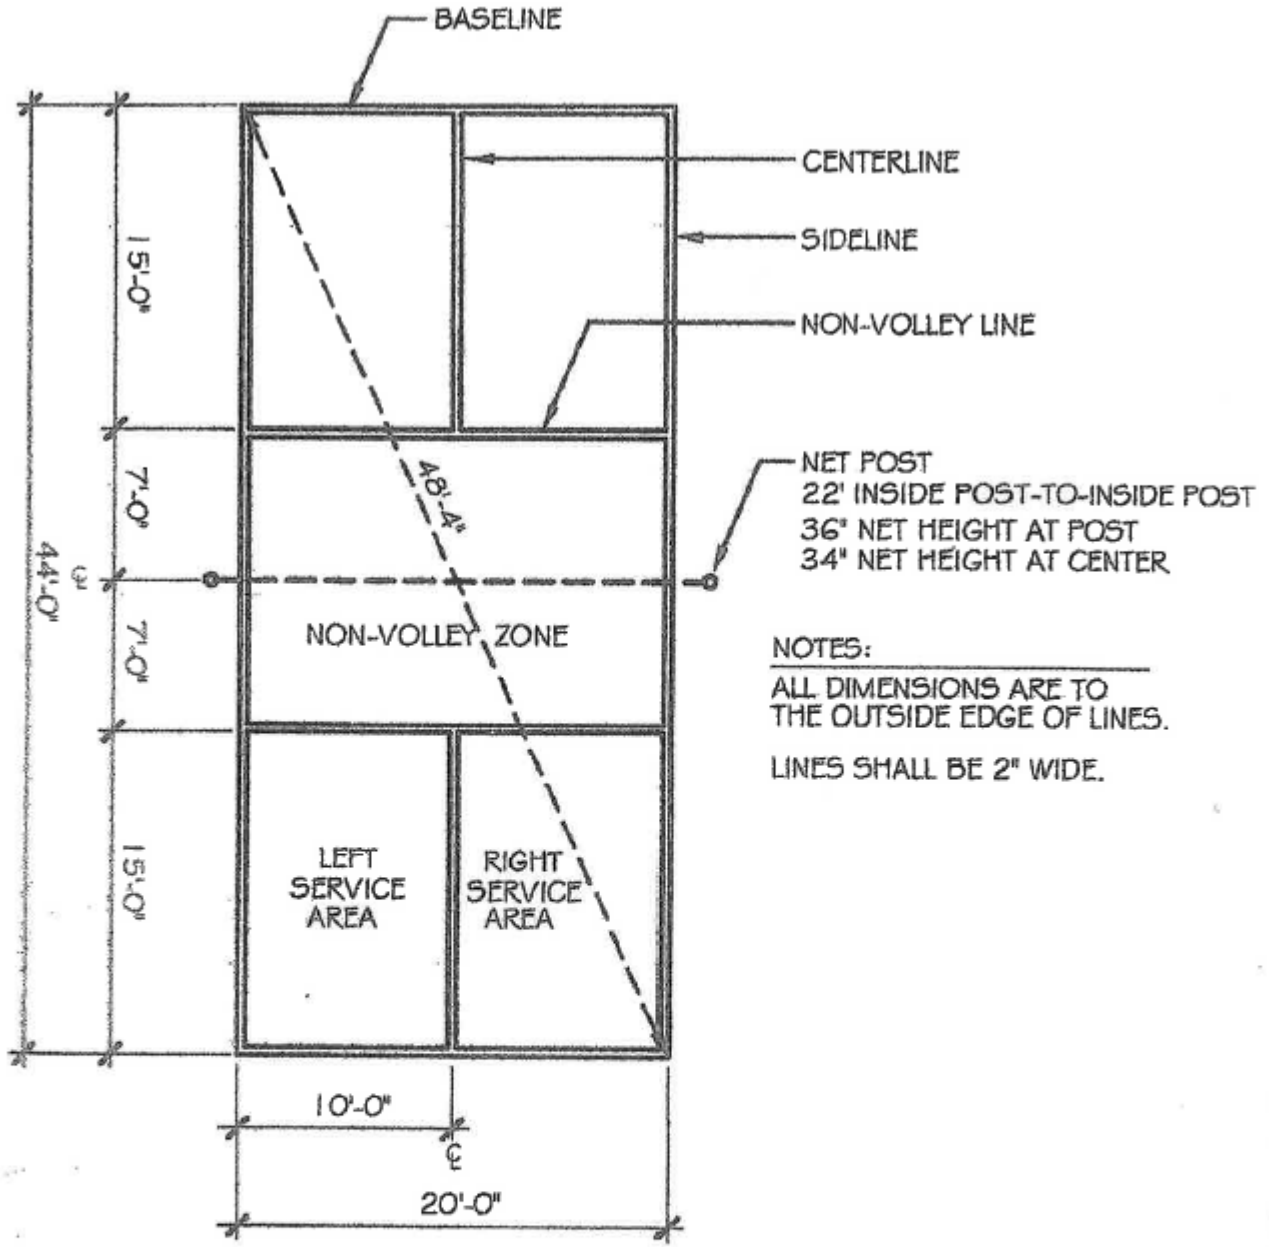 BASELINE
CENTERLINE
SIDELINE
NON-VOLLEY LINE
NET POST
22' INSIDE POST-TO-INSIDE POST
36" NET HEIGHT AT POST
34" NET HEIGHT AT CENTER
NOTES:
ALL DIMENSIONS ARE TO
THE OUTSIDE EDGE OF LINES.
LINES SHALL BE 2" WIDE.
15'-0"
7'-0"
44'-0"
℄
7'-0"
15'-0"
48'-4"
NON-VOLLEY ZONE
LEFT
SERVICE
AREA
RIGHT
SERVICE
AREA
10'-0"
℄
20'-0"